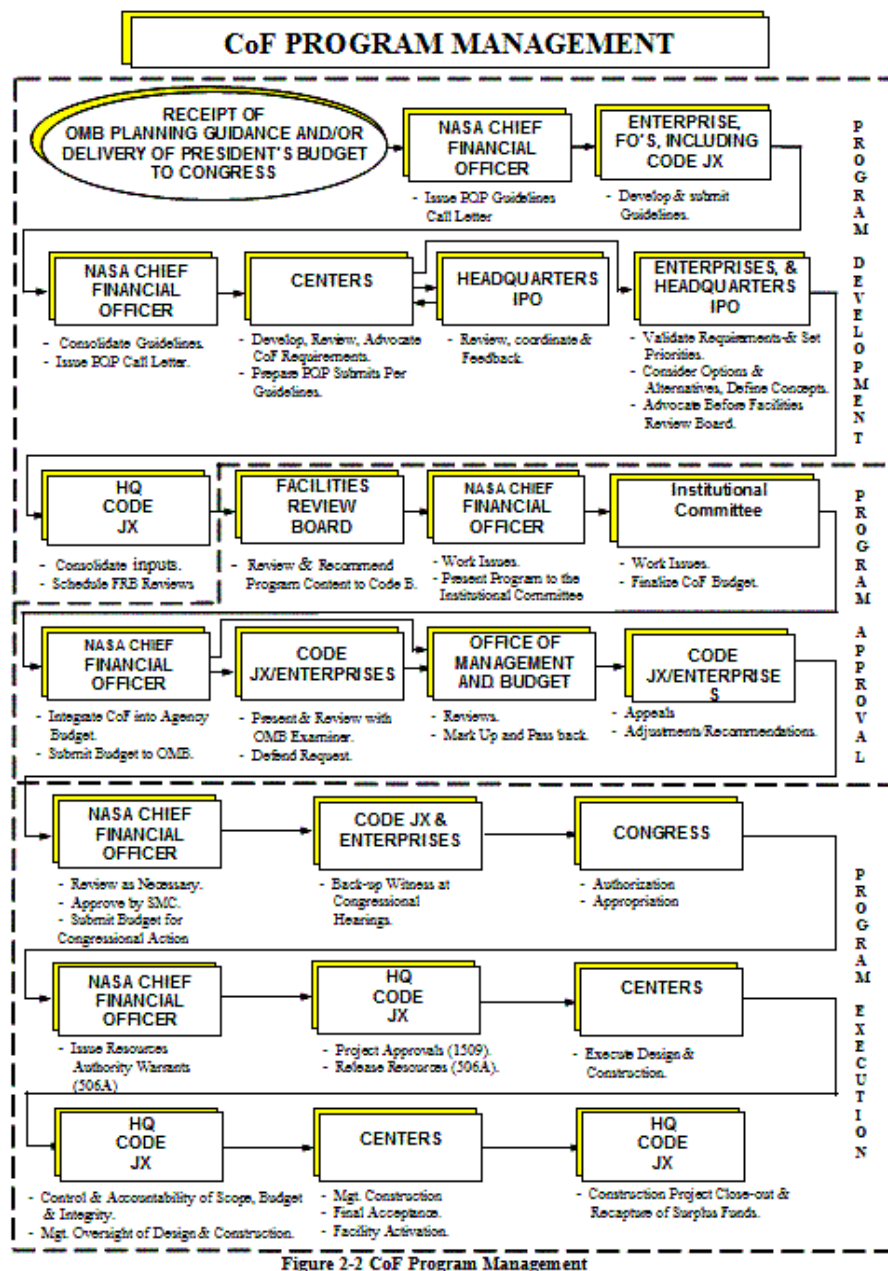 CoF PROGRAM MANAGEMENT
RECEIPT OF
OMB PLANNING GUIDANCE AND/OR
DELIVERY OF PRESIDENT'S BUDGET
TO CONGRESS
NASA CHIEF
FINANCIAL
OFFICER
- Issue POP Guidelines
Call Letter
ENTERPRISE,
FO'S, INCLUDING
CODE JX
- Develop & submit
Guidelines.
PROGRAM DEVELOPMENT
NASA CHIEF
FINANCIAL
OFFICER
- Consolidate Guidelines.
- Issue POP Call Letter.
CENTERS
- Develop, Review, Advocate
CoF Requirements.
- Prepare POP Submits Per
Guidelines.
HEADQUARTERS
IPO
- Review, coordinate &
Feedback.
ENTERPRISES, &
HEADQUARTERS
IPO
- Validate Requirements-& Set
Priorities.
- Consider Options &
Alternatives, Define Concepts.
- Advocate Before Facilities
Review Board.
HQ
CODE
JX
- Consolidate inputs.
- Schedule FRB Reviews
FACILITIES
REVIEW
BOARD
- Review & Recommend
Program Content to Code B.
NASA CHIEF
FINANCIAL
OFFICER
- Work Issues.
- Present Program to the
Institutional Committee
Institutional
Committee
- Work Issues.
- Finalize CoF Budget.
PROGRAM APPROVAL
NASA CHIEF
FINANCIAL
OFFICER
- Integrate CoF into Agency
Budget.
- Submit Budget to OMB.
CODE
JX/ENTERPRISES
- Present & Review with
OMB Examiner.
- Defend Request.
OFFICE OF
MANAGEMENT
AND. BUDGET
- Reviews.
- Mark Up and Pass back.
CODE
JX/ENTERPRISE
S
- Appeals
- Adjustments/Recommendations.
NASA CHIEF
FINANCIAL
OFFICER
- Review as Necessary.
- Approve by SMC.
- Submit Budget for
Congressional Action
CODE JX &
ENTERPRISES
- Back-up Witness at
Congressional
Hearings.
CONGRESS
- Authorization
- Appropriation
PROGRAM EXECUTION
NASA CHIEF
FINANCIAL
OFFICER
- Issue Resources
Authority Warrants
(506A)
HQ
CODE
JX
- Project Approvals (1509).
- Release Resources (506A).
CENTERS
- Execute Design &
Construction.
HQ
CODE
JX
- Control & Accountability of Scope, Budget
& Integrity.
- Mgt. Oversight of Design & Construction.
CENTERS
- Mgt. Construction
- Final Acceptance.
- Facility Activation.
HQ
CODE
JX
- Construction Project Close-out &
Recapture of Surplus Funds.
Figure 2-2 CoF Program Management